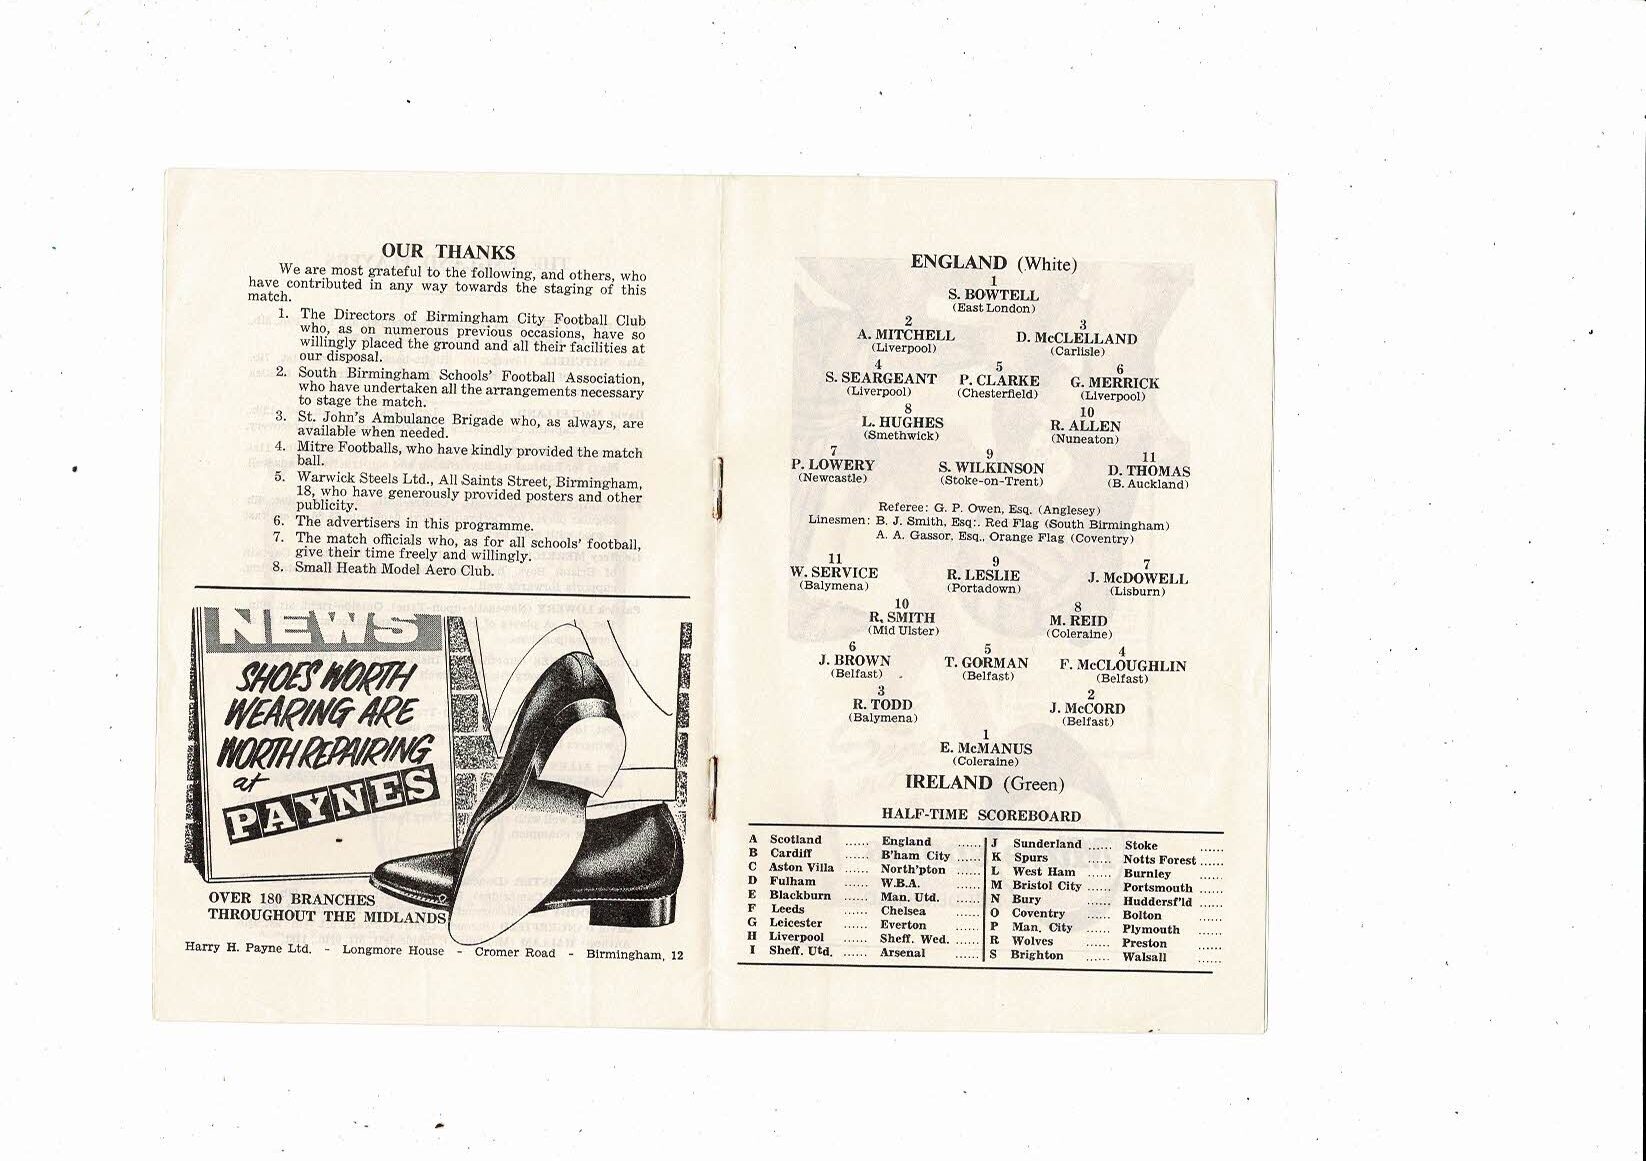 OUR THANKS
We are most grateful to the following, and others, who
have contributed in any way towards the staging of this
match.
1. The Directors of Birmingham City Football Club
who, as on numerous previous occasions, have so
willingly placed the ground and all their facilities at
our disposal.
2. South Birmingham Schools' Football Association,
who have undertaken all the arrangements necessary
to stage the match.
3. St. John's Ambulance Brigade who, as always, are
available when needed.
4. Mitre Footballs, who have kindly provided the match
ball.
5. Warwick Steels Ltd., All Saints Street, Birmingham,
18, who have generously provided posters and other
publicity.
6. The advertisers in this programme.
7. The match officials who, as for all schools' football,
give their time freely and willingly.
8. Small Heath Model Aero Club.
NEWS
SHOES WORTH
WEARING ARE
WORTH REPAIRING
at
PAYNES
OVER 180 BRANCHES
THROUGHOUT THE MIDLANDS
Harry H. Payne Ltd. - Longmore House - Cromer Road - Birmingham, 12
ENGLAND (White)
1
S. BOWTELL
(East London)
2 3
A. MITCHELL D. McCLELLAND
(Liverpool) (Carlisle)
4 5 6
S. SEARGEANT P. CLARKE G. MERRICK
(Liverpool) (Chesterfield) (Liverpool)
8 10
L. HUGHES R. ALLEN
(Smethwick) (Nuneaton)
7 9 11
P. LOWERY S. WILKINSON D. THOMAS
(Newcastle) (Stoke-on-Trent) (B. Auckland)
Referee: G. P. Owen, Esq. (Anglesey)
Linesmen: B. J. Smith, Esq:. Red Flag (South Birmingham)
A. A. Gassor, Esq., Orange Flag (Coventry)
11 9 7
W. SERVICE R. LESLIE J. McDOWELL
(Balymena) (Portadown) (Lisburn)
10 8
R. SMITH M. REID
(Mid Ulster) (Coleraine)
6 5 4
J. BROWN T. GORMAN F. McCLOUGHLIN
(Belfast) (Belfast) (Belfast)
3 2
R. TODD J. McCORD
(Balymena) (Belfast)
1
E. McMANUS
(Coleraine)
IRELAND (Green)
HALF-TIME SCOREBOARD
A Scotland ...... England ...... J Sunderland ...... Stoke ......
B Cardiff ...... B'ham City ...... K Spurs ...... Notts Forest ......
C Aston Villa ...... North'pton ...... L West Ham ...... Burnley ......
D Fulham ...... W.B.A. ...... M Bristol City ...... Portsmouth ......
E Blackburn ...... Man. Utd. ...... N Bury ...... Huddersf'ld ......
F Leeds ...... Chelsea ...... O Coventry ...... Bolton ......
G Leicester ...... Everton ...... P Man. City ...... Plymouth ......
H Liverpool ...... Sheff. Wed. ...... R Wolves ...... Preston ......
I Sheff. Utd. ...... Arsenal ...... S Brighton ...... Walsall ......